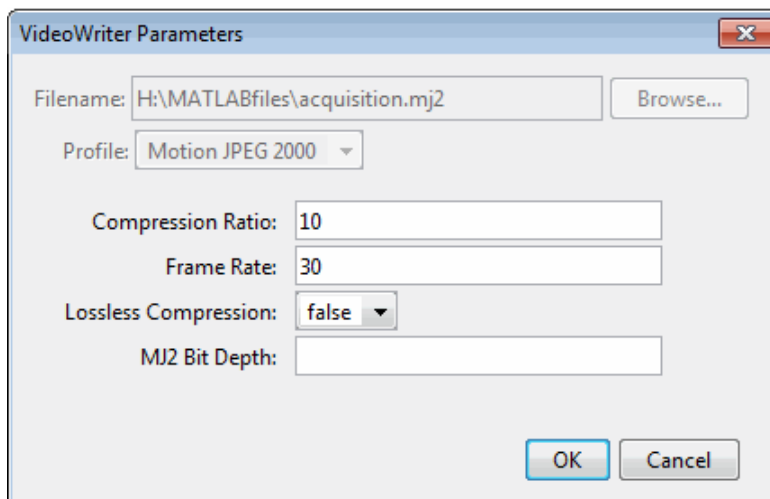 VideoWriter Parameters
Filename: H:\MATLABfiles\acquisition.mj2 Browse...
Profile: Motion JPEG 2000
Compression Ratio: 10
Frame Rate: 30
Lossless Compression: false
MJ2 Bit Depth:
OK Cancel